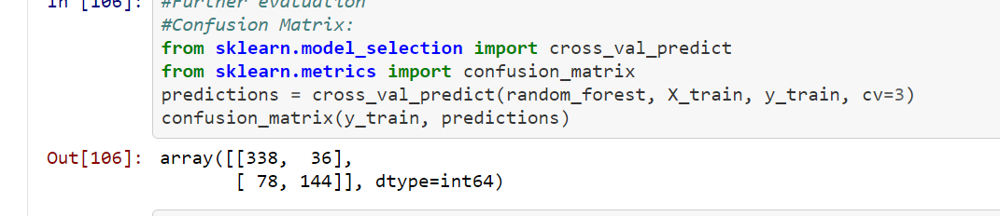 In [106]: #Further evaluation
#Confusion Matrix:
from sklearn.model_selection import cross_val_predict
from sklearn.metrics import confusion_matrix
predictions = cross_val_predict(random_forest, X_train, y_train, cv=3)
confusion_matrix(y_train, predictions)
Out[106]: array([[338,  36],
       [ 78, 144]], dtype=int64)